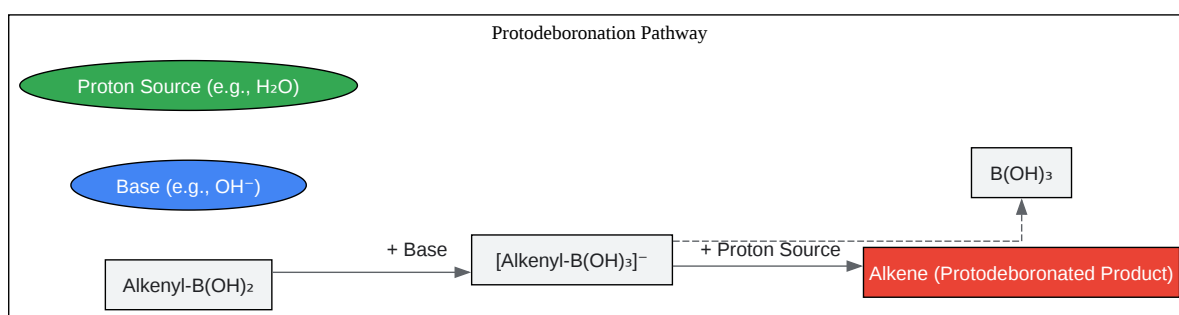 Protodeboronation Pathway
Proton Source (e.g., H₂O)
Base (e.g., OH⁻)
B(OH)₃
+ Base
[Alkenyl-B(OH)₃]⁻
+ Proton Source
Alkenyl-B(OH)₂
Alkene (Protodeboronated Product)